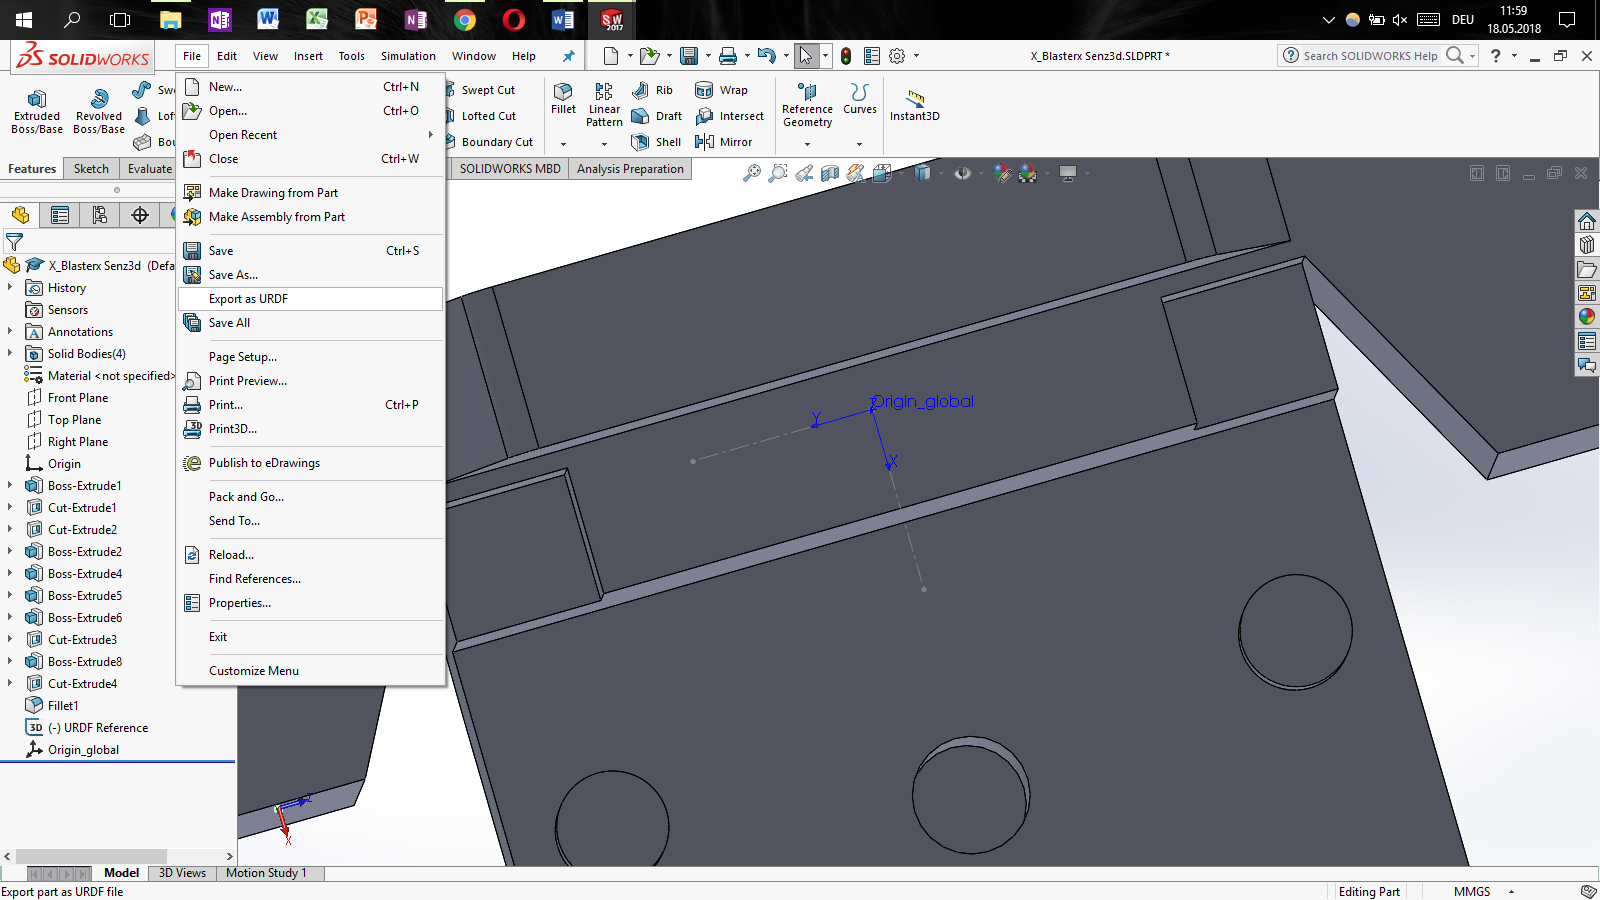 SW
2017
DEU
11:59
18.05.2018
SOLIDWORKS
File Edit View Insert Tools Simulation Window Help
X_Blasterx Senz3d.SLDPRT *
Search SOLIDWORKS Help
?
Extruded
Boss/Base
Revolved
Boss/Base
Swe
Loft
Bou
Swept Cut
Lofted Cut
Boundary Cut
Fillet
Linear
Pattern
Rib
Draft
Shell
Wrap
Intersect
Mirror
Reference
Geometry
Curves
Instant3D
Features Sketch Evaluate SOLIDWORKS MBD Analysis Preparation
New... Ctrl+N
Open... Ctrl+O
Open Recent
Close Ctrl+W
Make Drawing from Part
Make Assembly from Part
Save Ctrl+S
Save As...
Export as URDF
Save All
Page Setup...
Print Preview...
Print... Ctrl+P
Print3D...
Publish to eDrawings
Pack and Go...
Send To...
Reload...
Find References...
Properties...
Exit
Customize Menu
X_Blasterx Senz3d (Defa
History
Sensors
Annotations
Solid Bodies(4)
Material <not specified>
Front Plane
Top Plane
Right Plane
Origin
Boss-Extrude1
Cut-Extrude1
Cut-Extrude2
Boss-Extrude2
Boss-Extrude4
Boss-Extrude5
Boss-Extrude6
Cut-Extrude3
Boss-Extrude8
Cut-Extrude4
Fillet1
3D (-) URDF Reference
Origin_global
Origin_global
Y
X
Z
X
Model 3D Views Motion Study 1
Export part as URDF file
Editing Part
MMGS